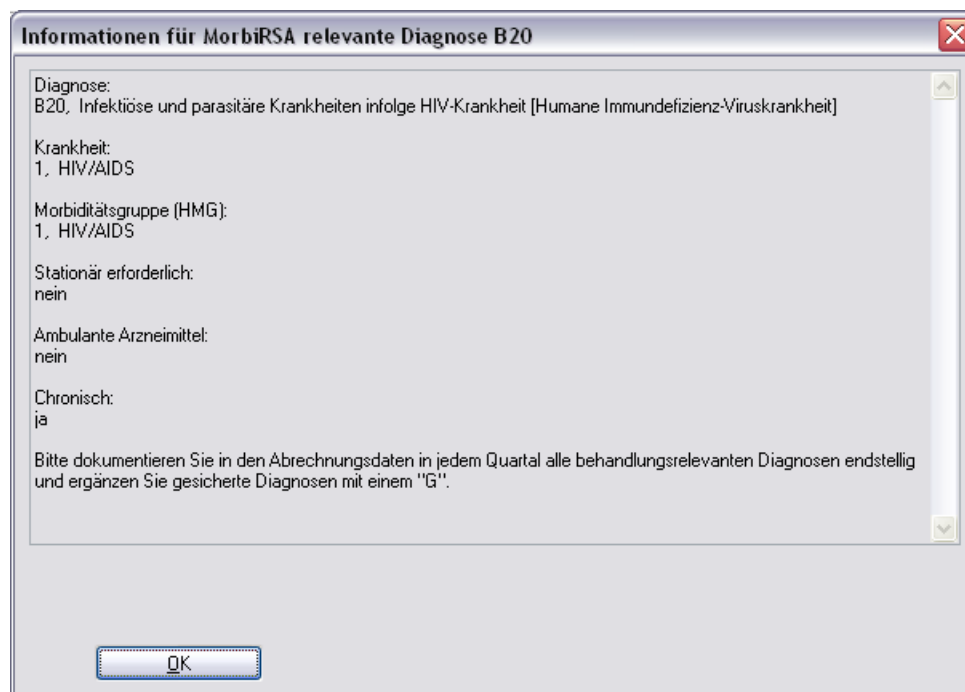 Informationen für MorbiRSA relevante Diagnose B20
Diagnose:
B20, Infektiöse und parasitäre Krankheiten infolge HIV-Krankheit [Humane Immundefizienz-Viruskrankheit]
Krankheit:
1, HIV/AIDS
Morbiditätsgruppe (HMG):
1, HIV/AIDS
Stationär erforderlich:
nein
Ambulante Arzneimittel:
nein
Chronisch:
ja
Bitte dokumentieren Sie in den Abrechnungsdaten in jedem Quartal alle behandlungsrelevanten Diagnosen endstellig
und ergänzen Sie gesicherte Diagnosen mit einem "G".
OK